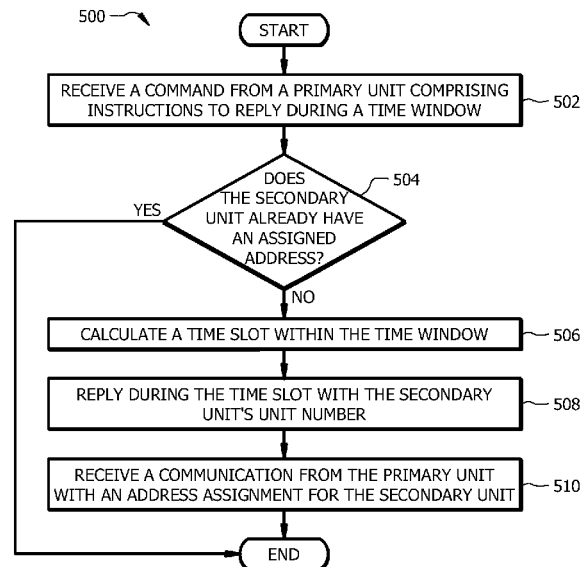 500
START
RECEIVE A COMMAND FROM A PRIMARY UNIT COMPRISING
INSTRUCTIONS TO REPLY DURING A TIME WINDOW
502
DOES
THE SECONDARY
UNIT ALREADY HAVE
AN ASSIGNED
ADDRESS?
504
YES
NO
CALCULATE A TIME SLOT WITHIN THE TIME WINDOW
506
REPLY DURING THE TIME SLOT WITH THE SECONDARY
UNIT'S UNIT NUMBER
508
RECEIVE A COMMUNICATION FROM THE PRIMARY UNIT
WITH AN ADDRESS ASSIGNMENT FOR THE SECONDARY UNIT
510
END